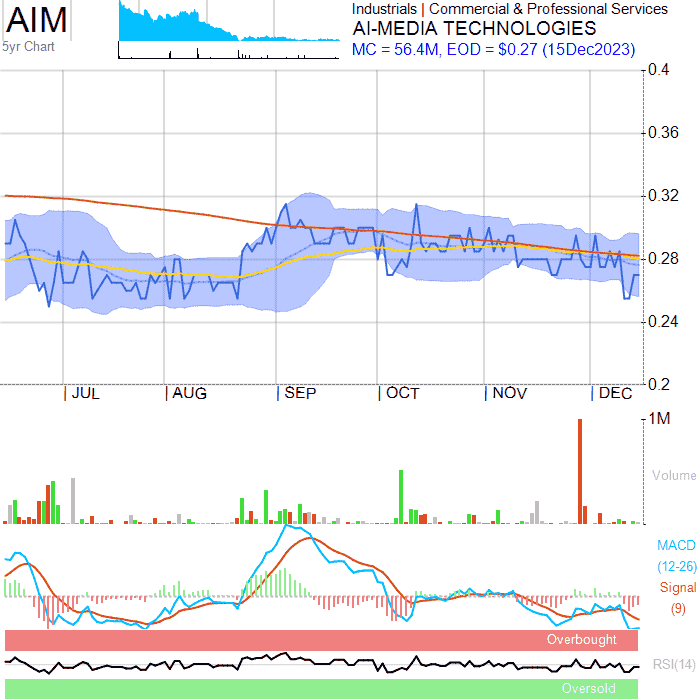 AIM
5yr Chart
Industrials | Commercial & Professional Services
AI-MEDIA TECHNOLOGIES
MC = 56.4M, EOD = $0.27 (15Dec2023)
0.4
0.36
0.32
0.28
0.24
0.2
JUL AUG SEP OCT NOV DEC
1M
Volume
MACD
(12-26)
Signal
(9)
Overbought
RSI(14)
Oversold